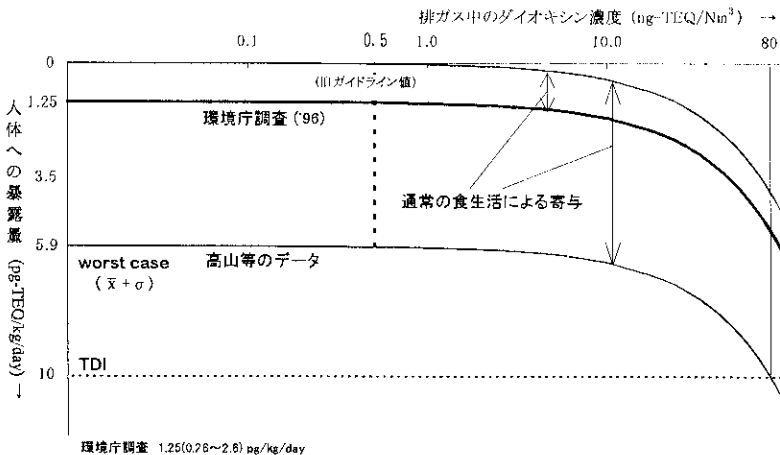 排ガス中のダイオキシン濃度 (ng-TEQ/Nm³) →
0.1 0.5 1.0 10.0 80
0
(旧ガイドライン値)
1.25
環境庁調査 ('96)
3.5
通常の食生活による寄与
5.9
worst case 高山等のデータ
( x̄ + σ )
TDI
10
人体への暴露量 (pg-TEQ/kg/day) →
環境庁調査 1.25(0.26〜2.6) pg/kg/day